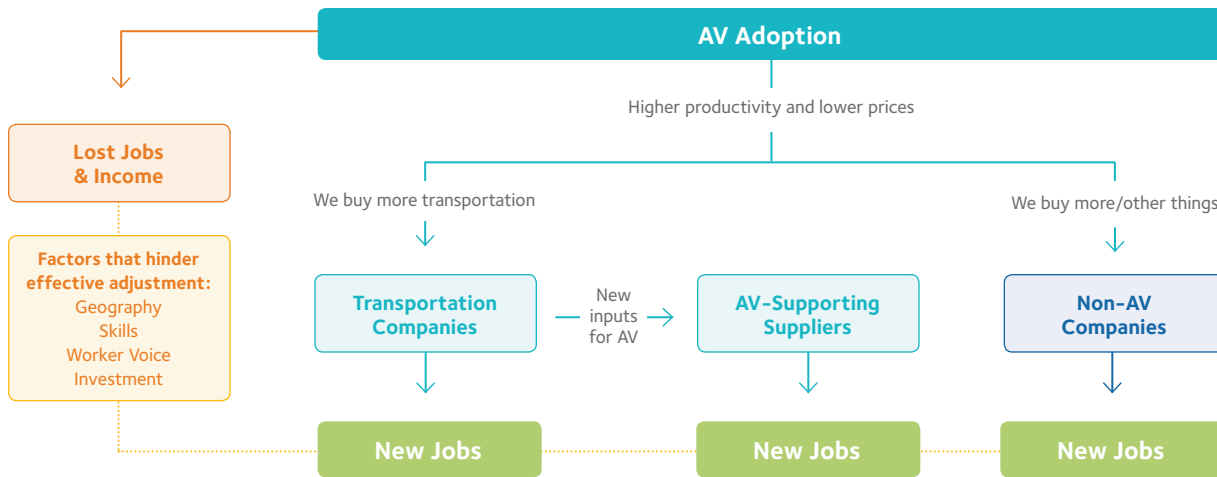 AV Adoption
Higher productivity and lower prices
Lost Jobs
& Income
We buy more transportation
We buy more/other things
Factors that hinder
effective adjustment:
Geography
Skills
Worker Voice
Investment
Transportation
Companies
New
inputs
for AV
AV-Supporting
Suppliers
Non-AV
Companies
New Jobs
New Jobs
New Jobs